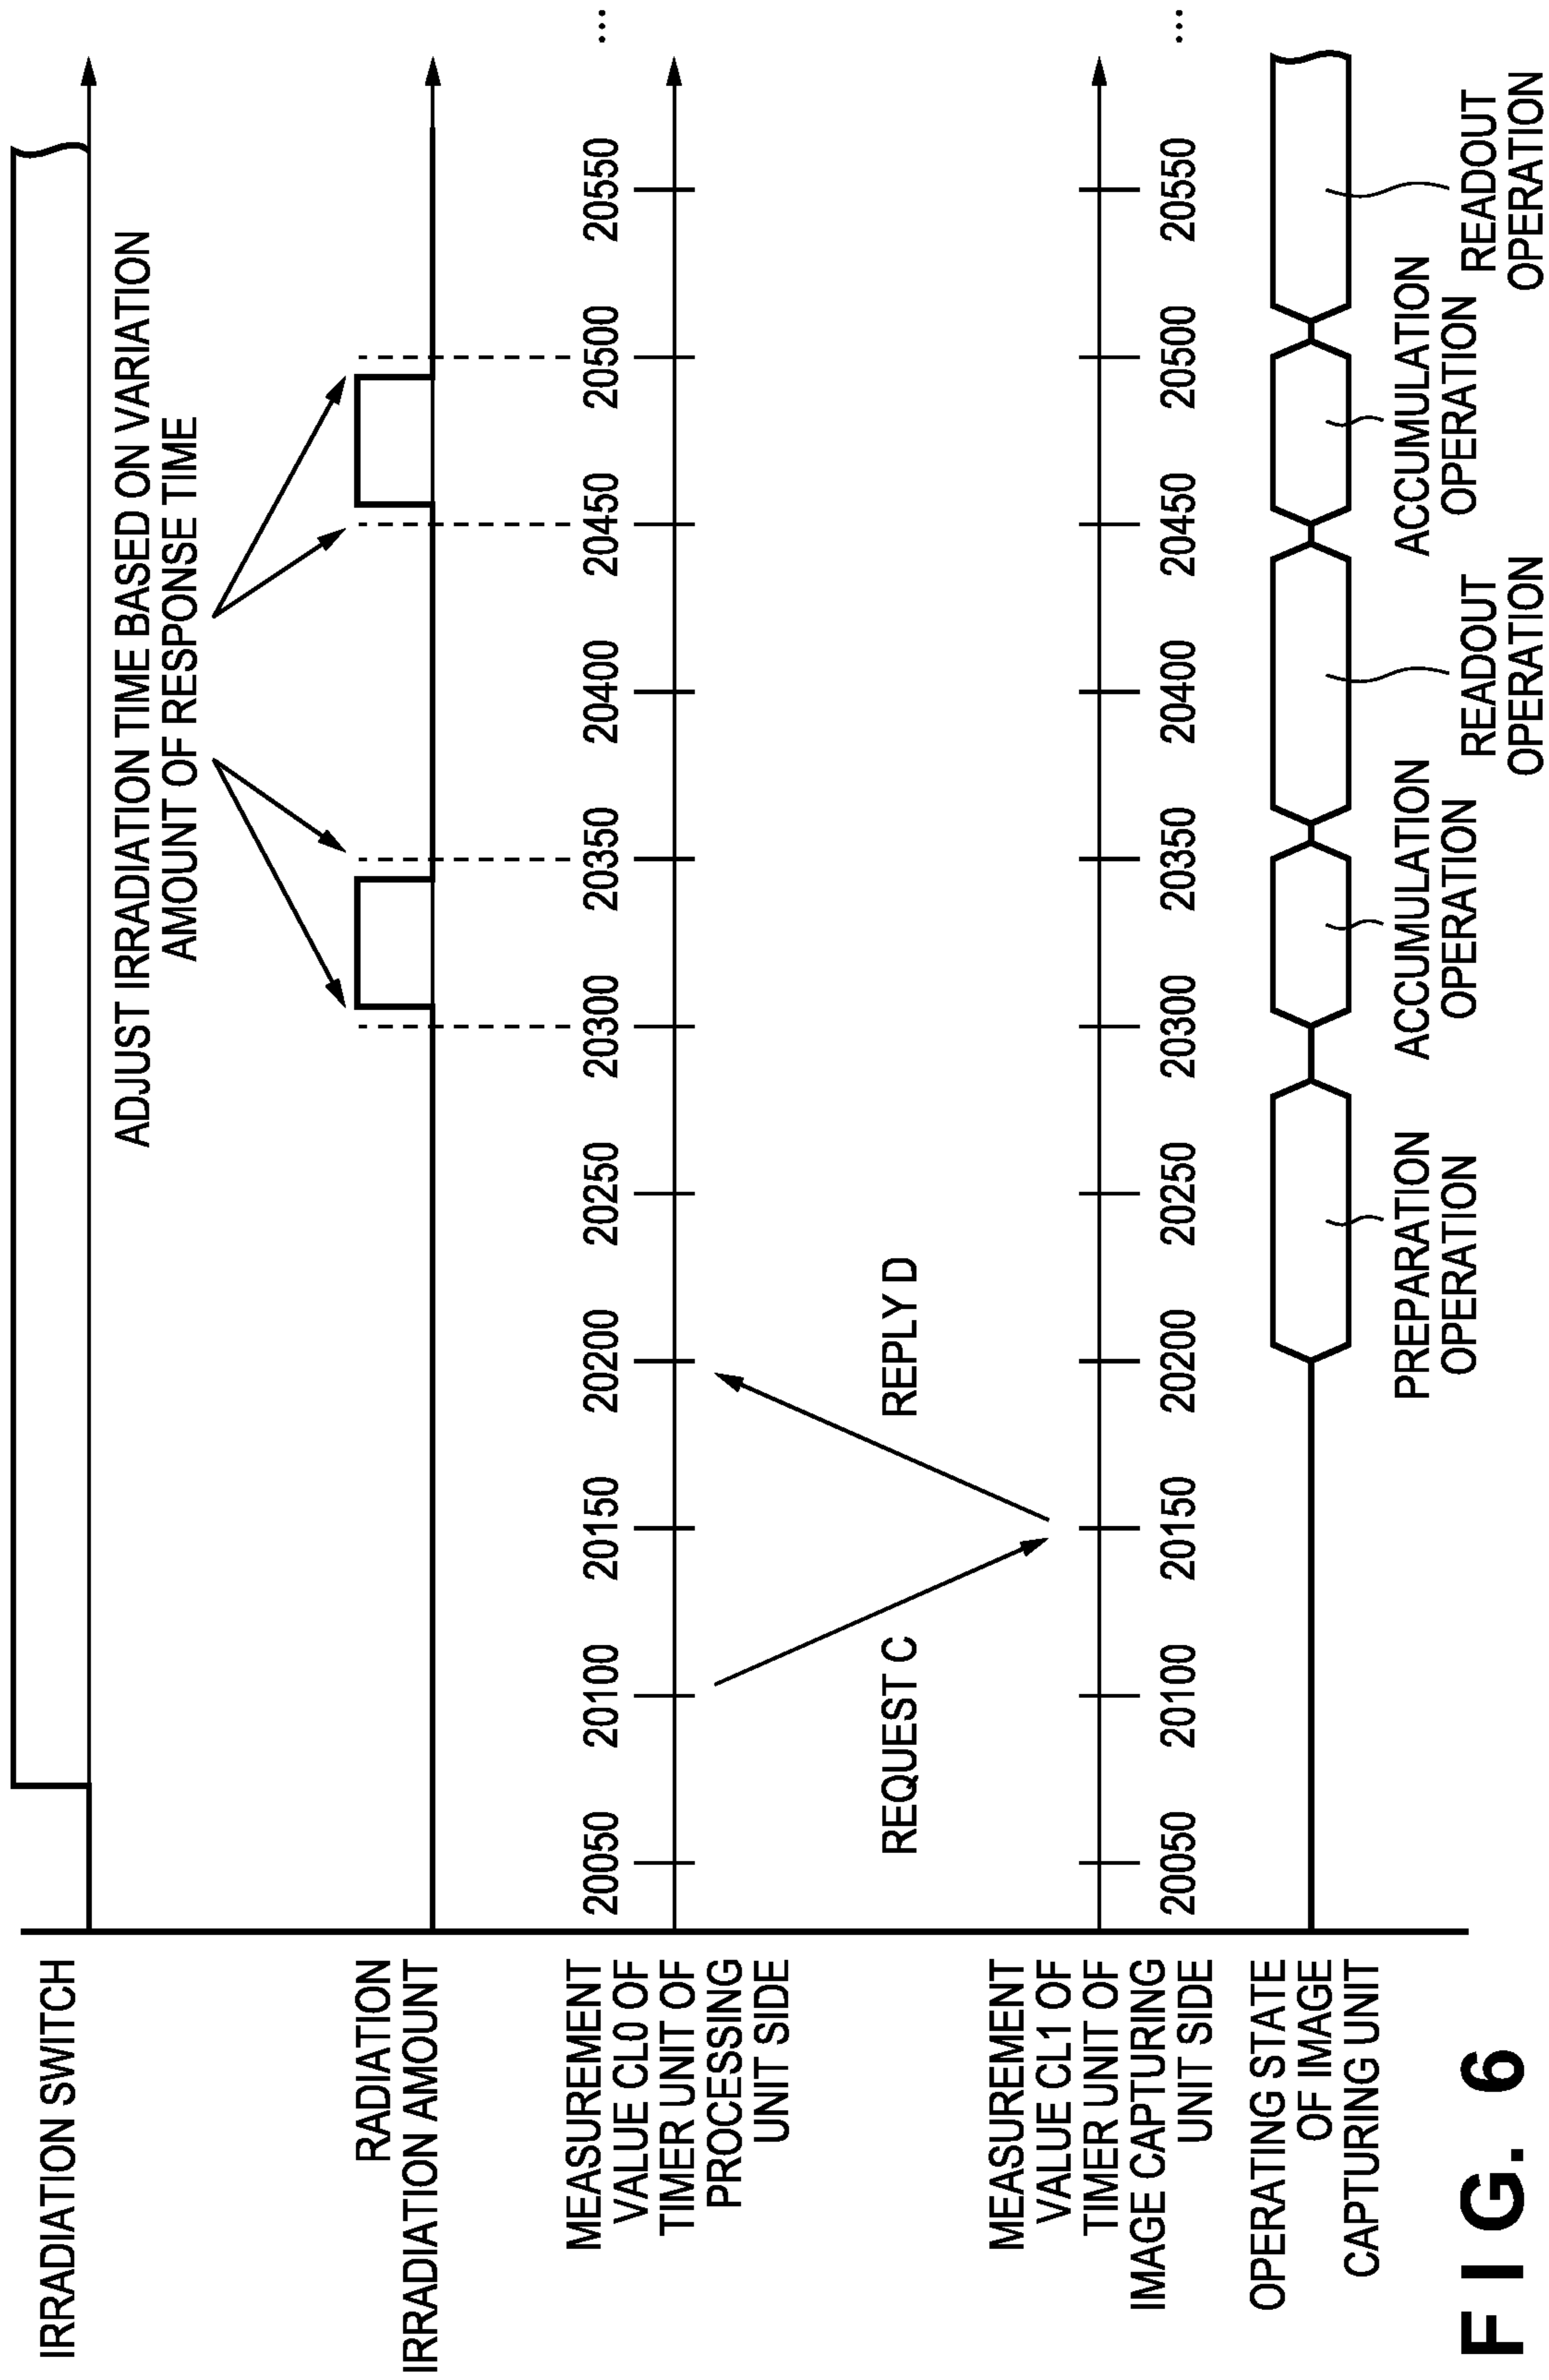 IRRADIATION SWITCH
ADJUST IRRADIATION TIME BASED ON VARIATION
AMOUNT OF RESPONSE TIME
RADIATION
IRRADIATION AMOUNT
MEASUREMENT
VALUE CL0 OF
TIMER UNIT OF
PROCESSING
UNIT SIDE
20050 20100 20150 20200 20250 20300 20350 20400 20450 20500 20550 ...
REQUEST C
REPLY D
MEASUREMENT
VALUE CL1 OF
TIMER UNIT OF
IMAGE CAPTURING
UNIT SIDE
20050 20100 20150 20200 20250 20300 20350 20400 20450 20500 20550 ...
OPERATING STATE
OF IMAGE
CAPTURING UNIT
PREPARATION
OPERATION
ACCUMULATION
OPERATION
READOUT
OPERATION
ACCUMULATION
OPERATION
READOUT
OPERATION
FIG. 6